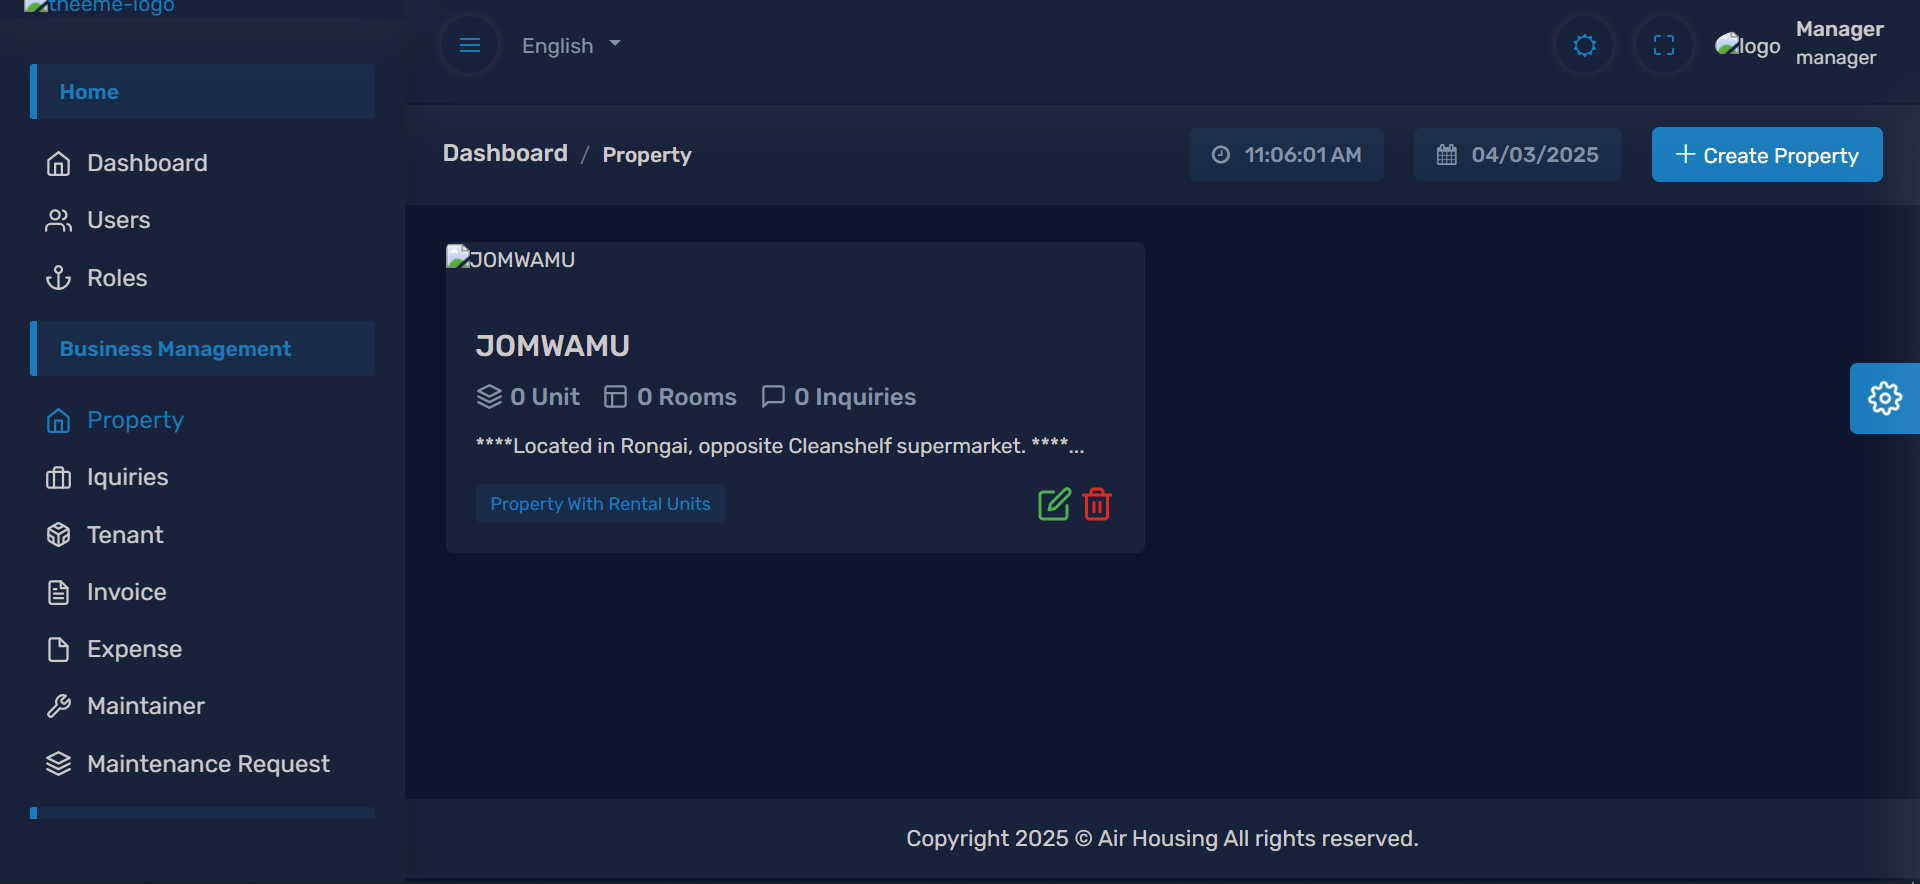 theeme-logo
Home
Dashboard
Users
Roles
Business Management
Property
Iquiries
Tenant
Invoice
Expense
Maintainer
Maintenance Request
English
logo
Manager
manager
Dashboard / Property
11:06:01 AM
04/03/2025
Create Property
JOMWAMU
JOMWAMU
0 Unit 0 Rooms 0 Inquiries
****Located in Rongai, opposite Cleanshelf supermarket. ****...
Property With Rental Units
Copyright 2025 © Air Housing All rights reserved.